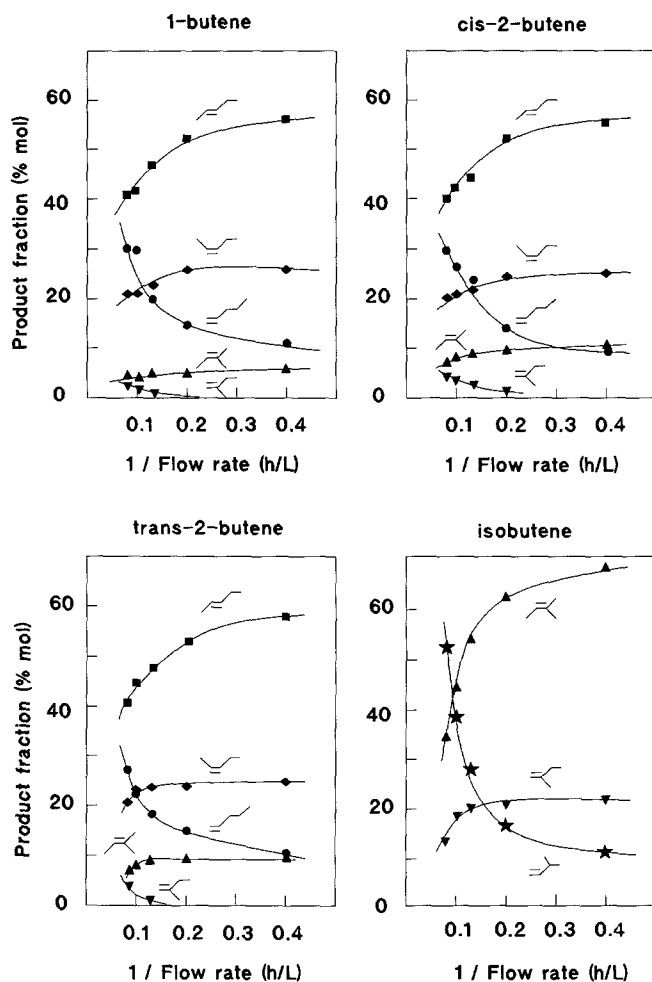 1-butene
cis-2-butene
Product fraction (% mol)
60
40
20
0
0.1 0.2 0.3 0.4
1 / Flow rate (h/L)
60
40
20
0
0.1 0.2 0.3 0.4
1 / Flow rate (h/L)
trans-2-butene
isobutene
Product fraction (% mol)
60
40
20
0
0.1 0.2 0.3 0.4
1 / Flow rate (h/L)
60
40
20
0
0.1 0.2 0.3 0.4
1 / Flow rate (h/L)